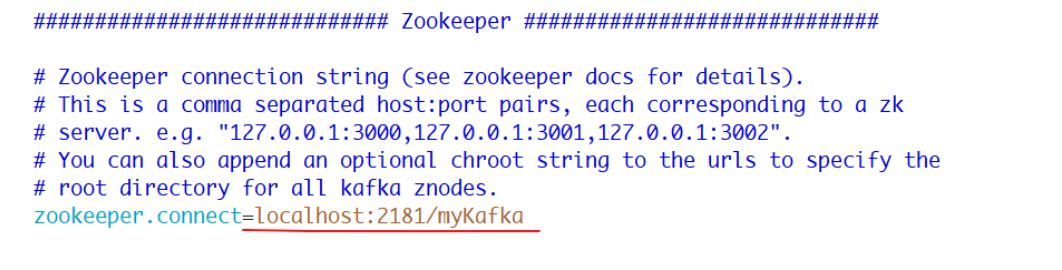 ############################# Zookeeper #############################
# Zookeeper connection string (see zookeeper docs for details).
# This is a comma separated host:port pairs, each corresponding to a zk
# server. e.g. "127.0.0.1:3000,127.0.0.1:3001,127.0.0.1:3002".
# You can also append an optional chroot string to the urls to specify the
# root directory for all kafka znodes.
zookeeper.connect=localhost:2181/myKafka